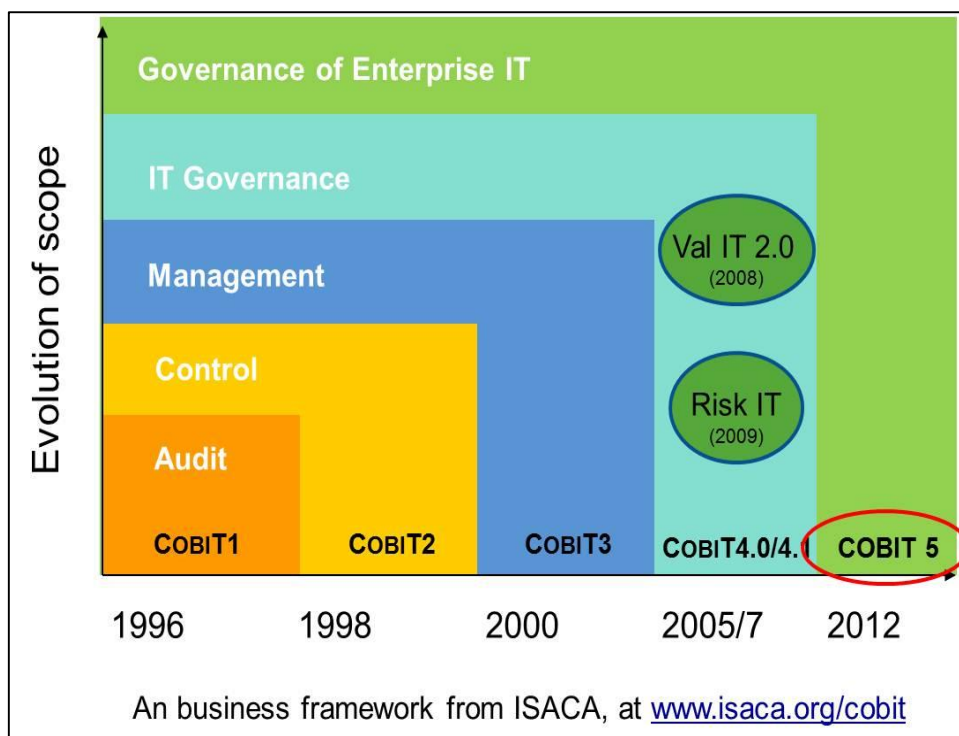 Evolution of scope
Governance of Enterprise IT
IT Governance
Management
Control
Audit
Val IT 2.0
(2008)
Risk IT
(2009)
COBIT1
COBIT2
COBIT3
COBIT4.0/4.1
COBIT 5
1996
1998
2000
2005/7
2012
An business framework from ISACA, at www.isaca.org/cobit